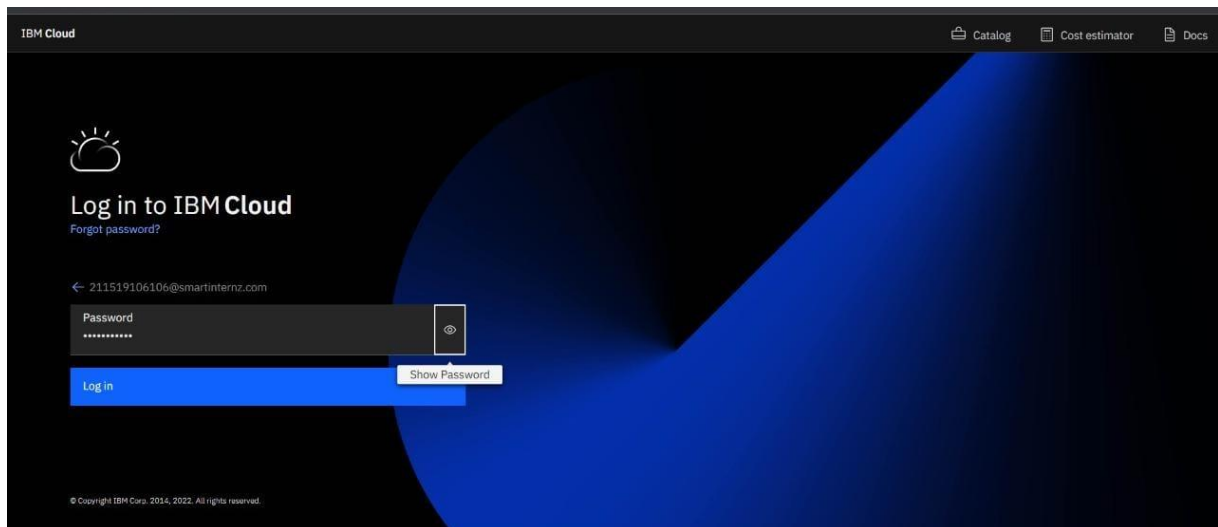 IBM Cloud Catalog Cost estimator Docs
Log in to IBM Cloud
Forgot password?
← 211519106106@smartinternz.com
Password
•••••••••••
Show Password
Log in
© Copyright IBM Corp. 2014, 2022. All rights reserved.